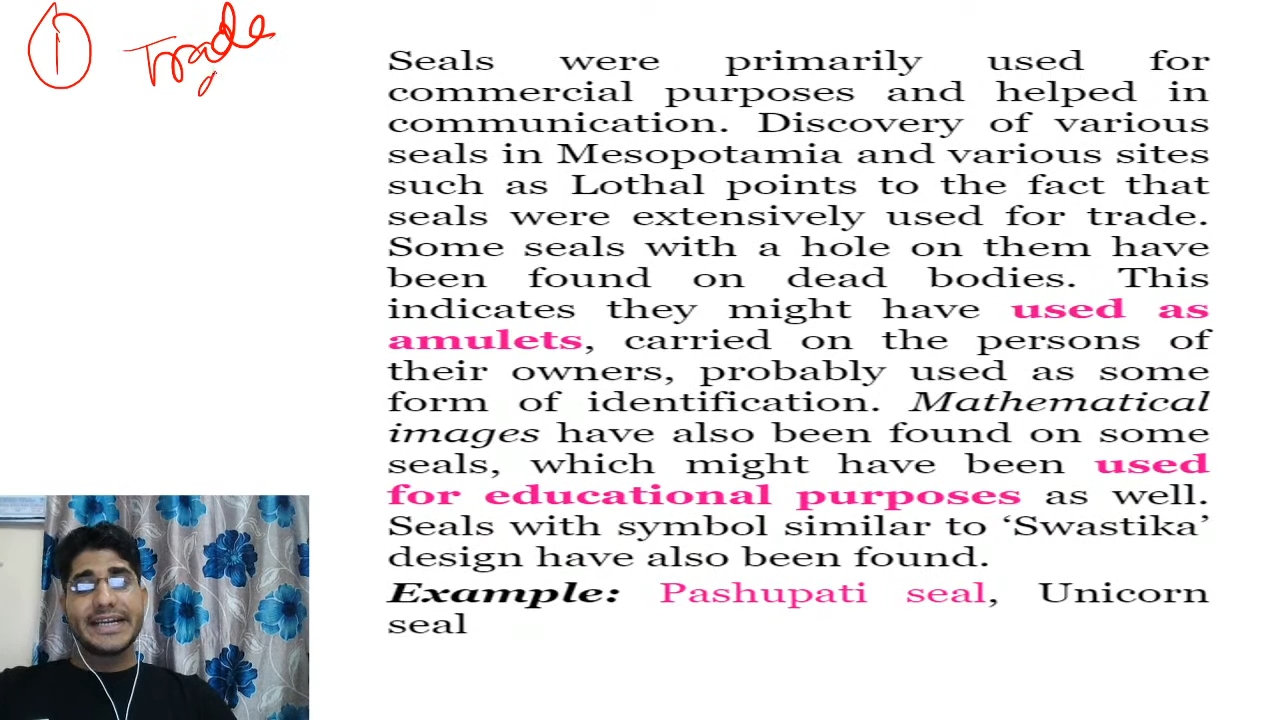 1 Trade
Seals were primarily used for
commercial purposes and helped in
communication. Discovery of various
seals in Mesopotamia and various sites
such as Lothal points to the fact that
seals were extensively used for trade.
Some seals with a hole on them have
been found on dead bodies. This
indicates they might have used as
amulets, carried on the persons of
their owners, probably used as some
form of identification. Mathematical
images have also been found on some
seals, which might have been used
for educational purposes as well.
Seals with symbol similar to ‘Swastika’
design have also been found.
Example: Pashupati seal, Unicorn
seal